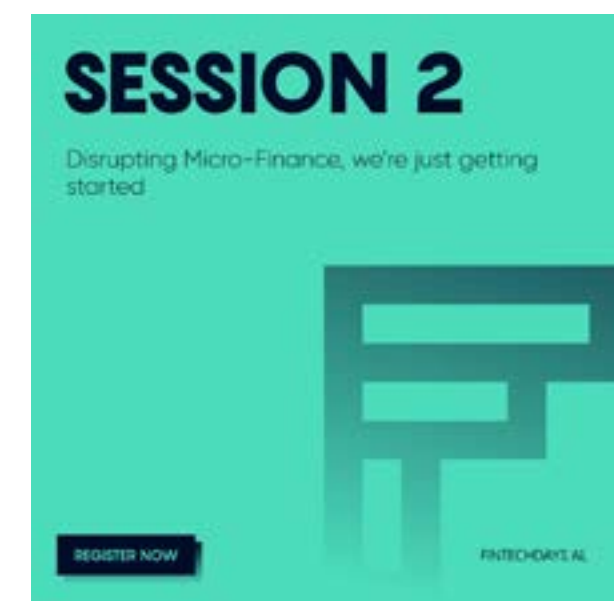 SESSION 2
Disrupting Micro-Finance, we're just getting
started
REGISTER NOW
FINTECHDAYS.AL